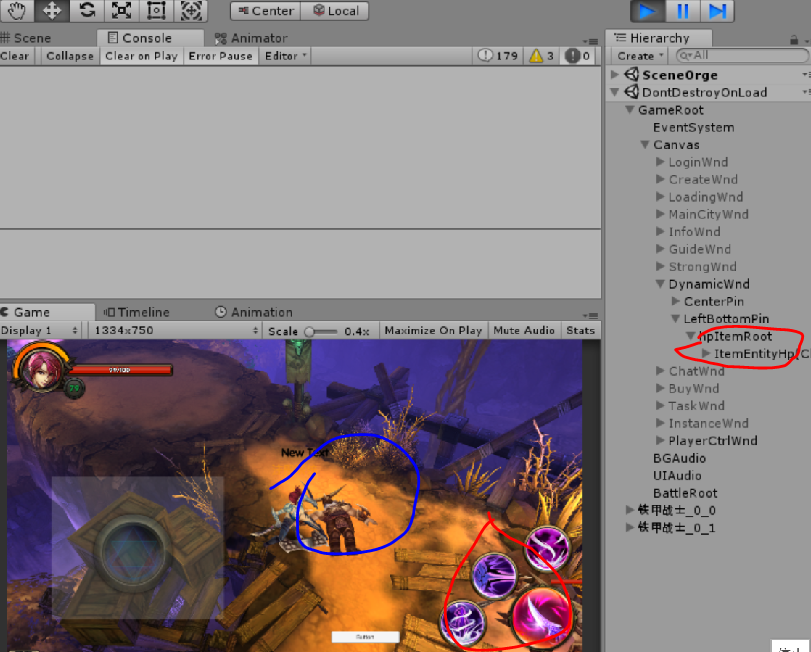 Center Local
Scene Console Animator
Clear Collapse Clear on Play Error Pause Editor 179 3 0
Hierarchy
Create All
SceneOrge
DontDestroyOnLoad
GameRoot
EventSystem
Canvas
LoginWnd
CreateWnd
LoadingWnd
MainCityWnd
InfoWnd
GuideWnd
StrongWnd
DynamicWnd
CenterPin
LeftBottomPin
hpItemRoot
ItemEntityHp(Cl
ChatWnd
BuyWnd
TaskWnd
InstanceWnd
PlayerCtrlWnd
BGAudio
UIAudio
BattleRoot
铁甲战士_0_0
铁甲战士_0_1
Game Timeline Animation
Display 1 1334x750 Scale 0.4x Maximize On Play Mute Audio Stats
New Text
Button